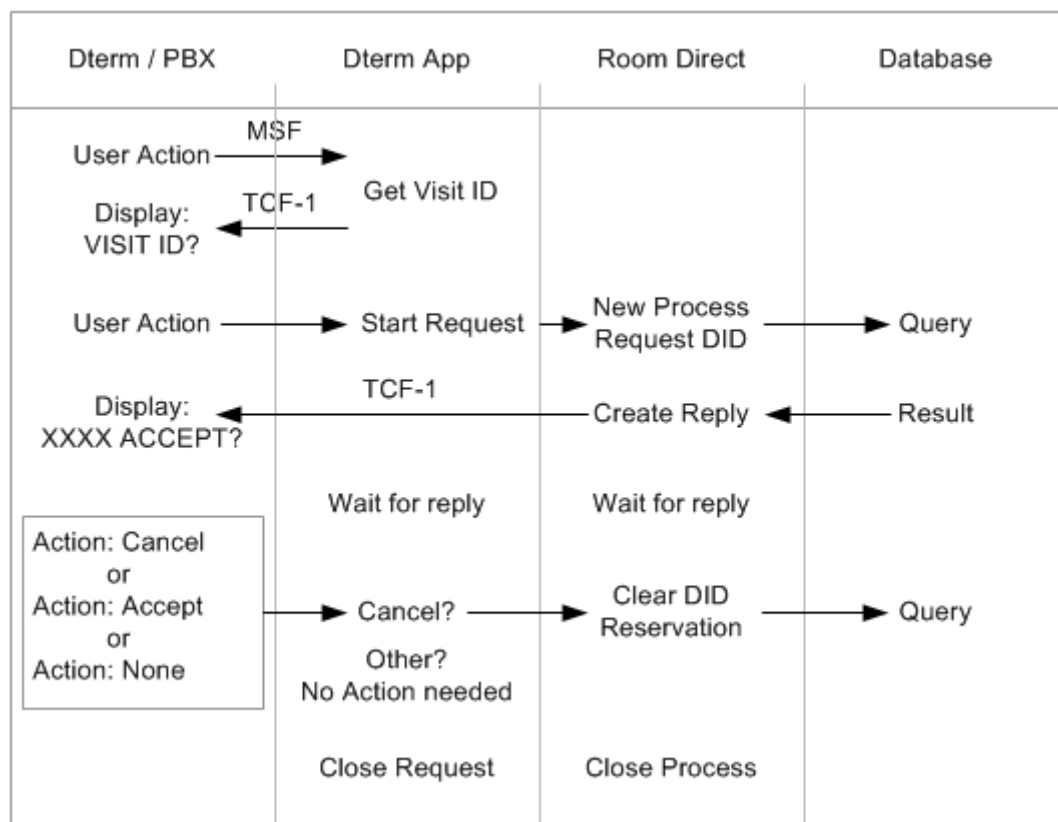 Dterm / PBX
Dterm App
Room Direct
Database
MSF
User Action
Get Visit ID
TCF-1
Display:
VISIT ID?
User Action
Start Request
New Process
Request DID
Query
TCF-1
Display:
XXXX ACCEPT?
Create Reply
Result
Wait for reply
Wait for reply
Action: Cancel
or
Action: Accept
or
Action: None
Cancel?
Clear DID
Reservation
Query
Other?
No Action needed
Close Request
Close Process